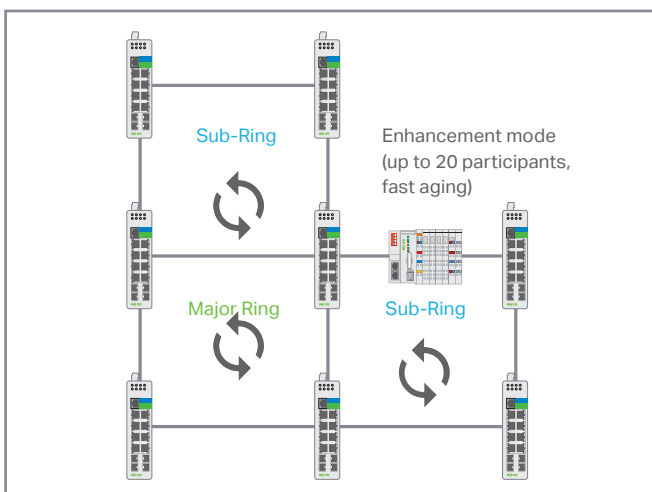 Sub-Ring
Enhancement mode
(up to 20 participants,
fast aging)
Major Ring
Sub-Ring